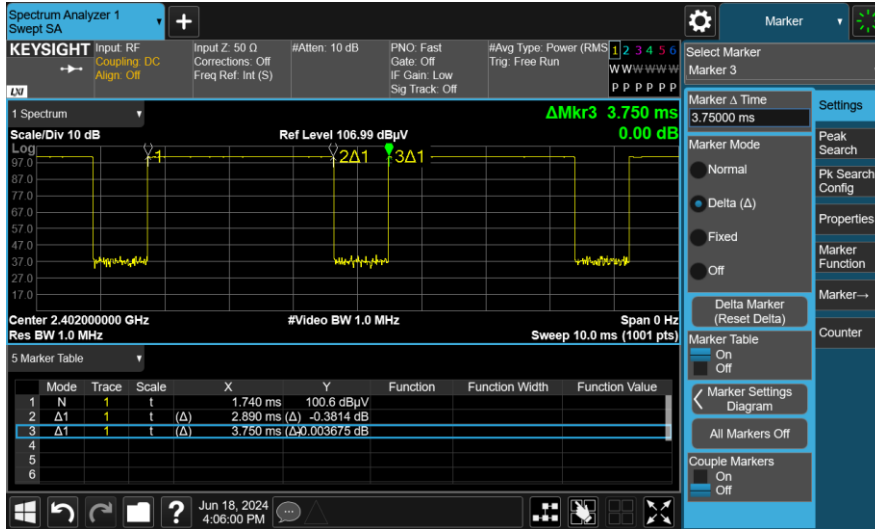 Spectrum Analyzer 1
Swept SA
Marker
KEYSIGHT
LXI
Input: RF
Coupling: DC
Align: Off
Input Z: 50 Ω
Corrections: Off
Freq Ref: Int (S)
#Atten: 10 dB
PNO: Fast
Gate: Off
IF Gain: Low
Sig Track: Off
#Avg Type: Power (RMS
Trig: Free Run
1 2 3 4 5 6
W W W W W W
P P P P P P
Select Marker
Marker 3
1 Spectrum
ΔMkr3 3.750 ms
0.00 dB
Scale/Div 10 dB
Ref Level 106.99 dBµV
Log
97.0
87.0
77.0
67.0
57.0
47.0
37.0
27.0
17.0
1
2Δ1
3Δ1
Center 2.402000000 GHz
#Video BW 1.0 MHz
Span 0 Hz
Res BW 1.0 MHz
Sweep 10.0 ms (1001 pts)
5 Marker Table
Mode Trace Scale X Y Function Function Width Function Value
1 N 1 t 1.740 ms 100.6 dBµV
2 Δ1 1 t (Δ) 2.890 ms (Δ) -0.3814 dB
3 Δ1 1 t (Δ) 3.750 ms (Δ-0.003675 dB
4
5
6
Marker Δ Time
3.75000 ms
Marker Mode
Normal
Delta (Δ)
Fixed
Off
Delta Marker
(Reset Delta)
Marker Table
On
Off
Marker Settings
Diagram
All Markers Off
Couple Markers
On
Off
Settings
Peak
Search
Pk Search
Config
Properties
Marker
Function
Marker→
Counter
?
Jun 18, 2024
4:06:00 PM